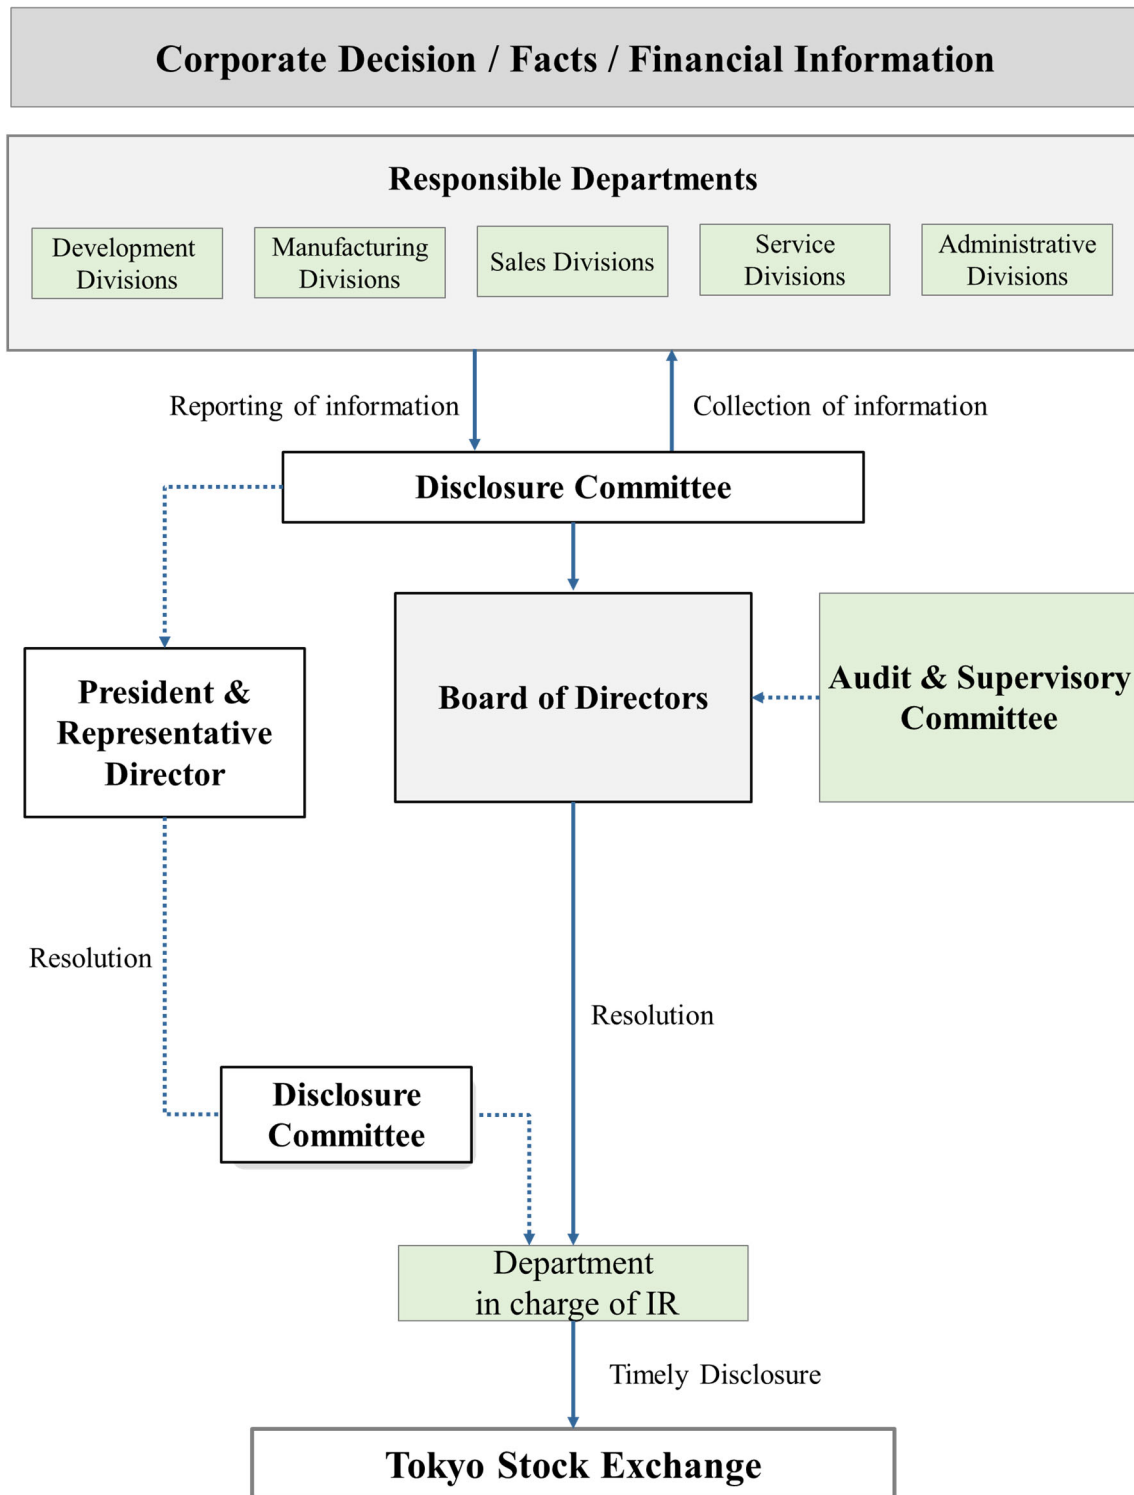 Corporate Decision / Facts / Financial Information
Responsible Departments
Development
Divisions
Manufacturing
Divisions
Sales Divisions
Service
Divisions
Administrative
Divisions
Reporting of information
Collection of information
Disclosure Committee
President &
Representative
Director
Board of Directors
Audit & Supervisory
Committee
Resolution
Resolution
Disclosure
Committee
Department
in charge of IR
Timely Disclosure
Tokyo Stock Exchange